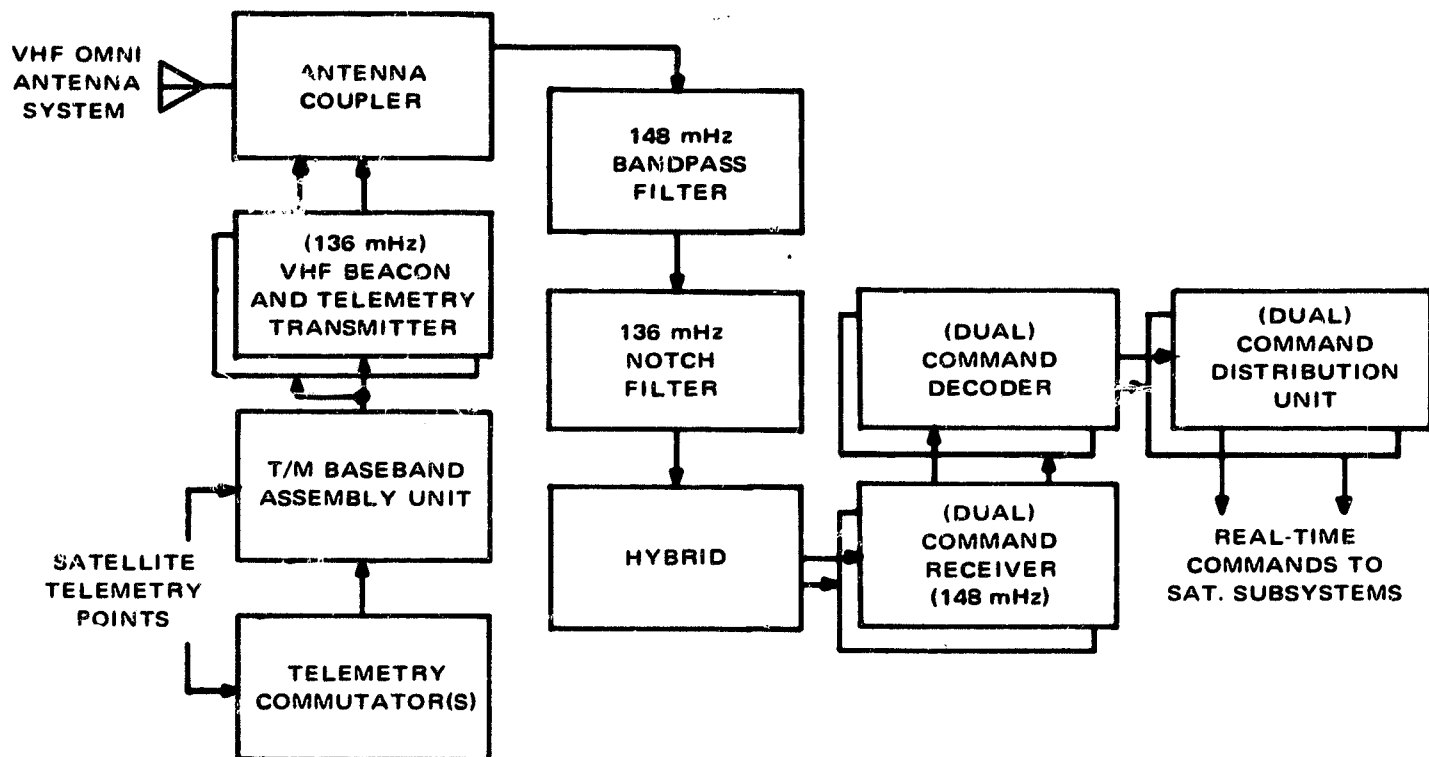 VHF OMNI
ANTENNA
SYSTEM
ANTENNA
COUPLER
148 mHz
BANDPASS
FILTER
(136 mHz)
VHF BEACON
AND TELEMETRY
TRANSMITTER
136 mHz
NOTCH
FILTER
(DUAL)
COMMAND
DECODER
(DUAL)
COMMAND
DISTRIBUTION
UNIT
T/M BASEBAND
ASSEMBLY UNIT
HYBRID
(DUAL)
COMMAND
RECEIVER
(148 mHz)
REAL-TIME
COMMANDS TO
SAT. SUBSYSTEMS
SATELLITE
TELEMETRY
POINTS
TELEMETRY
COMMUTATOR(S)